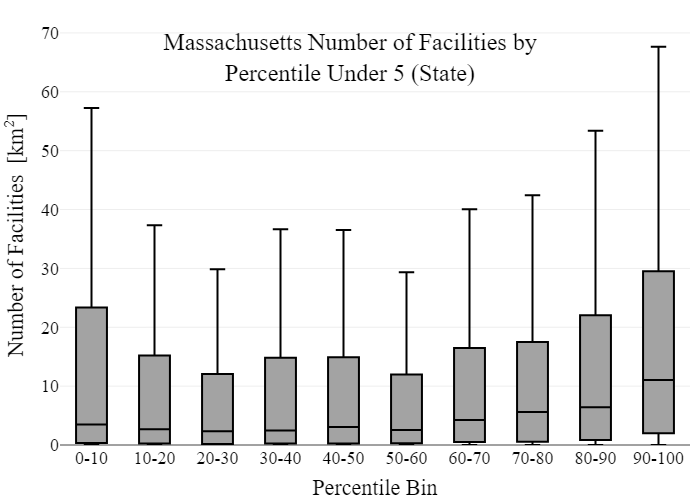 Massachusetts Number of Facilities by
Percentile Under 5 (State)
Number of Facilities [km²]
70
60
50
40
30
20
10
0
0-10 10-20 20-30 30-40 40-50 50-60 60-70 70-80 80-90 90-100
Percentile Bin